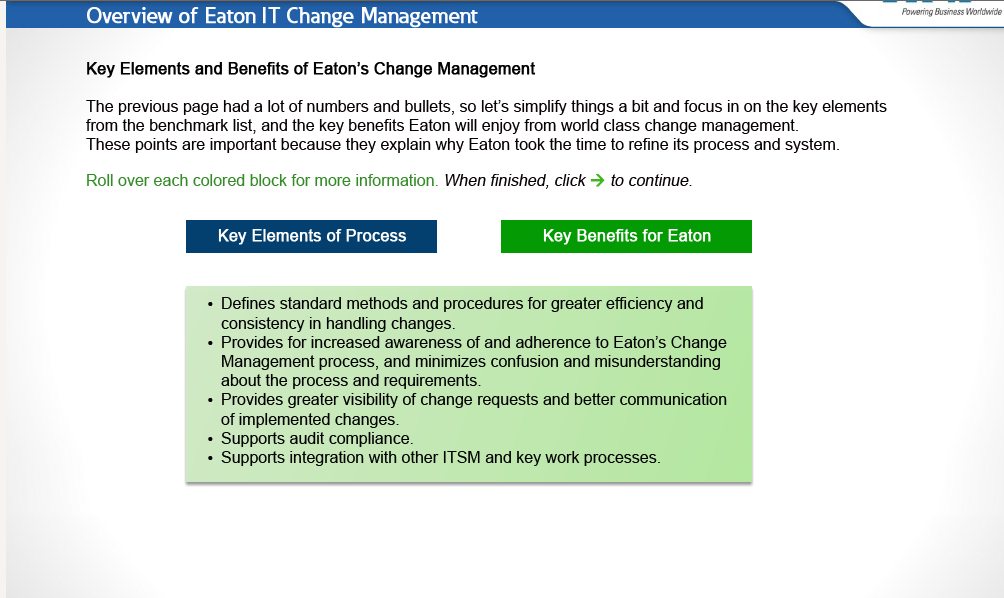 Overview of Eaton IT Change Management
Powering Business Worldwide
Key Elements and Benefits of Eaton's Change Management
The previous page had a lot of numbers and bullets, so let's simplify things a bit and focus in on the key elements
from the benchmark list, and the key benefits Eaton will enjoy from world class change management.
These points are important because they explain why Eaton took the time to refine its process and system.
Roll over each colored block for more information. When finished, click → to continue.
Key Elements of Process
Key Benefits for Eaton
• Defines standard methods and procedures for greater efficiency and
consistency in handling changes.
• Provides for increased awareness of and adherence to Eaton's Change
Management process, and minimizes confusion and misunderstanding
about the process and requirements.
• Provides greater visibility of change requests and better communication
of implemented changes.
• Supports audit compliance.
• Supports integration with other ITSM and key work processes.